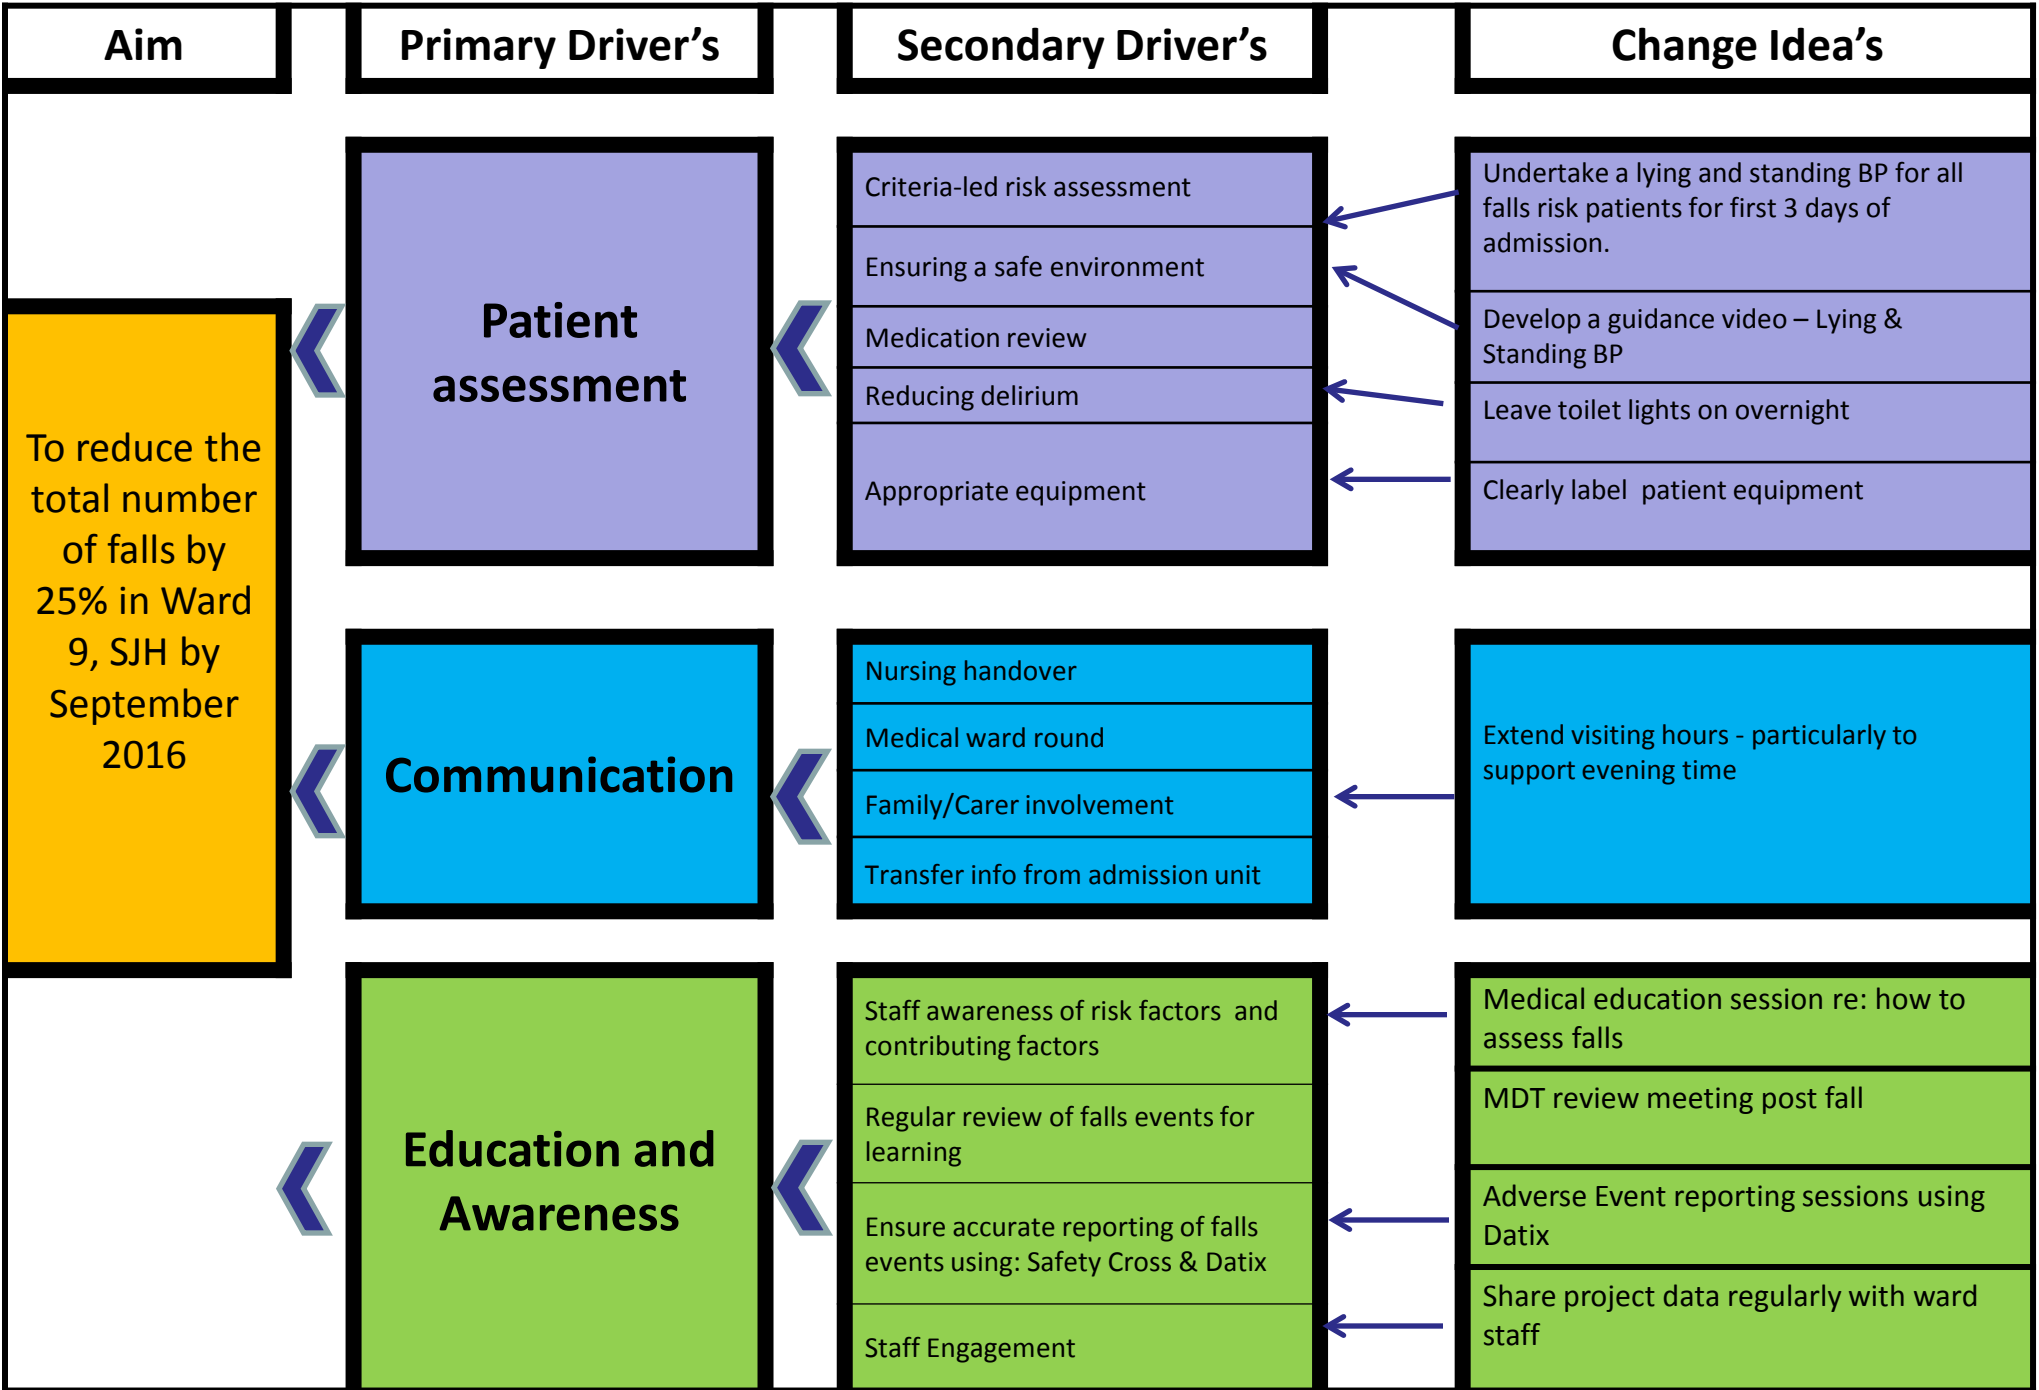 Aim
Primary Driver’s
Secondary Driver’s
Change Idea’s
To reduce the
total number
of falls by
25% in Ward
9, SJH by
September
2016
Patient
assessment
Criteria-led risk assessment
Ensuring a safe environment
Medication review
Reducing delirium
Appropriate equipment
Undertake a lying and standing BP for all
falls risk patients for first 3 days of
admission.
Develop a guidance video – Lying &
Standing BP
Leave toilet lights on overnight
Clearly label patient equipment
Communication
Nursing handover
Medical ward round
Family/Carer involvement
Transfer info from admission unit
Extend visiting hours - particularly to
support evening time
Education and
Awareness
Staff awareness of risk factors and
contributing factors
Regular review of falls events for
learning
Ensure accurate reporting of falls
events using: Safety Cross & Datix
Staff Engagement
Medical education session re: how to
assess falls
MDT review meeting post fall
Adverse Event reporting sessions using
Datix
Share project data regularly with ward
staff